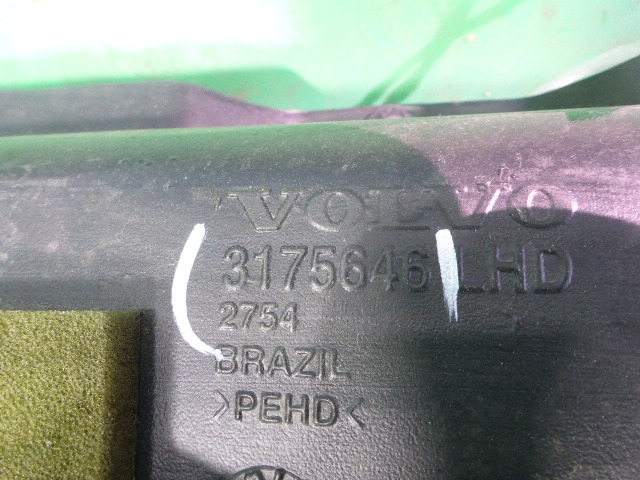 VOLVO
3175646 LHD
2754
BRAZIL
>PEHD<